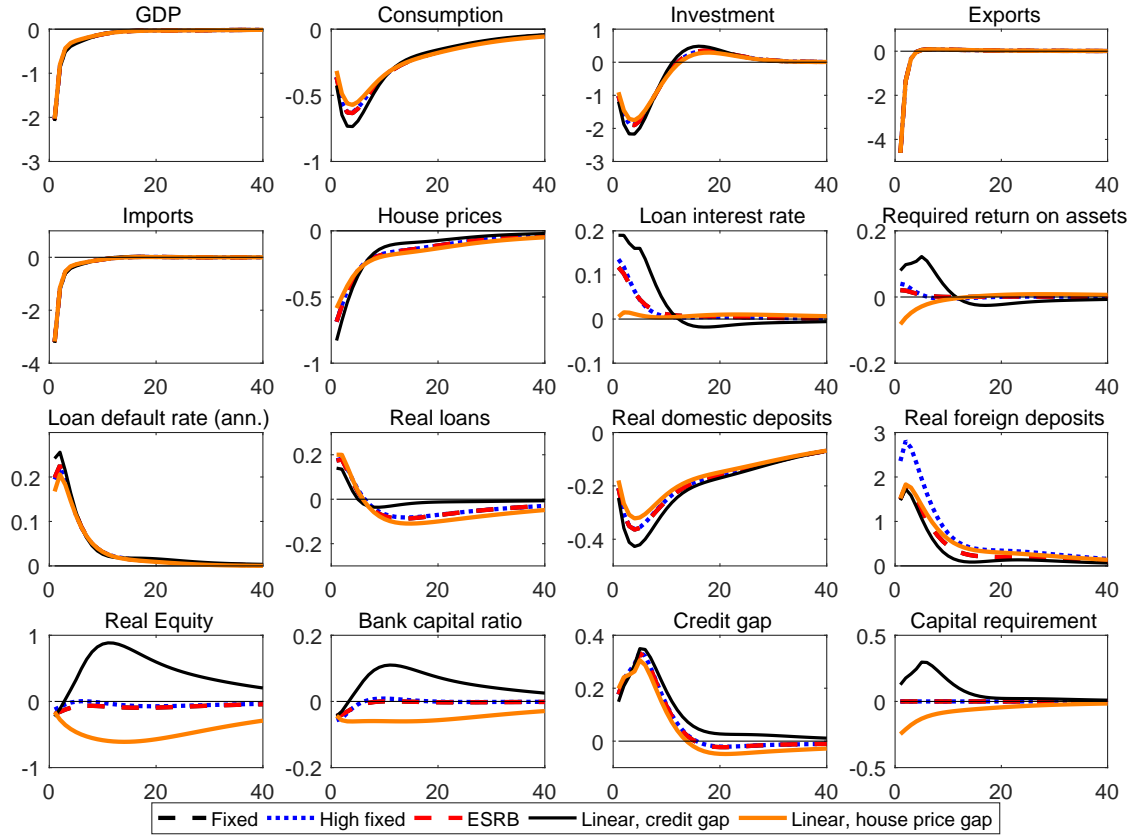 GDP
Consumption
Investment
Exports
0
-1
-2
-3
0 20 40
0
-0.5
-1
0 20 40
1
0
-1
-2
-3
0 20 40
0
-2
-4
0 20 40
Imports
House prices
Loan interest rate
Required return on assets
0
-2
-4
0 20 40
0
-0.5
-1
0 20 40
0.2
0.1
0
-0.1
0 20 40
0.2
0
-0.2
0 20 40
Loan default rate (ann.)
Real loans
Real domestic deposits
Real foreign deposits
0.2
0.1
0
0 20 40
0.2
0
-0.2
0 20 40
0
-0.2
-0.4
0 20 40
3
2
1
0
0 20 40
Real Equity
Bank capital ratio
Credit gap
Capital requirement
1
0
-1
0 20 40
0.2
0
-0.2
0 20 40
0.4
0.2
0
0 20 40
0.5
0
-0.5
0 20 40
Fixed High fixed ESRB Linear, credit gap Linear, house price gap